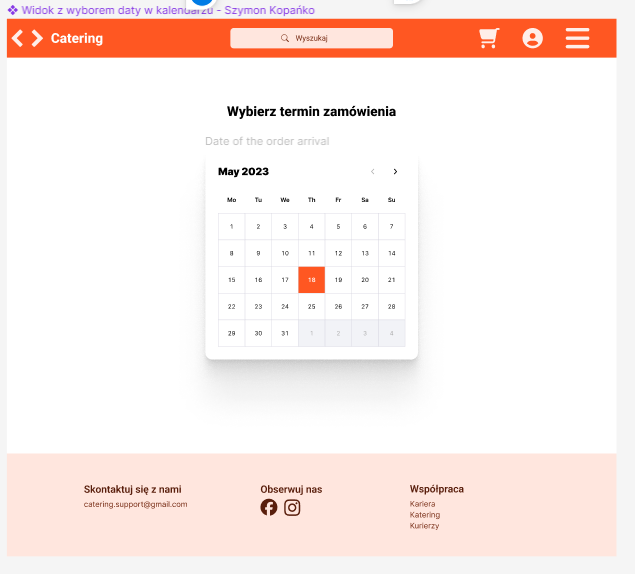 Widok z wyborem daty w kalendarzu - Szymon Kopańko
Catering
Wyszukaj
Wybierz termin zamówienia
Date of the order arrival
May 2023
Mo Tu We Th Fr Sa Su
1 2 3 4 5 6 7
8 9 10 11 12 13 14
15 16 17 18 19 20 21
22 23 24 25 26 27 28
29 30 31 1 2 3 4
Skontaktuj się z nami
catering.support@gmail.com
Obserwuj nas
Współpraca
Kariera
Katering
Kurierzy